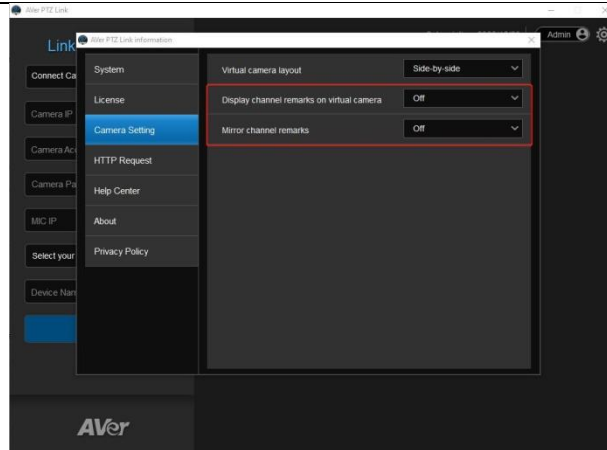 AVer PTZ Link
Admin
Link
AVer PTZ Link information
Connect Ca
Camera IP
Camera Acc
Camera Pa
MIC IP
Select your
Device Nam
System
License
Camera Setting
HTTP Request
Help Center
About
Privacy Policy
Virtual camera layout
Side-by-side
Display channel remarks on virtual camera
Off
Mirror channel remarks
Off
AVer